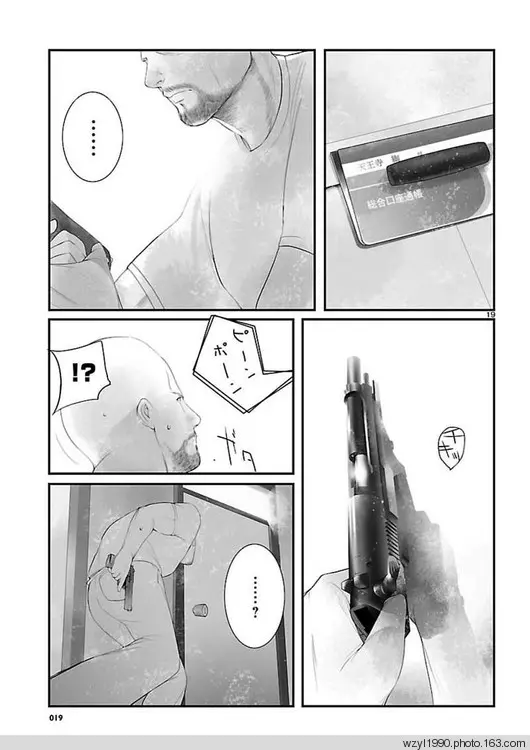 天王寺
総合口座通帳
……
19
チャキッ
ピーン
ポーン
ガタ
!?
……?
019
wzyl1990.photo.163.com